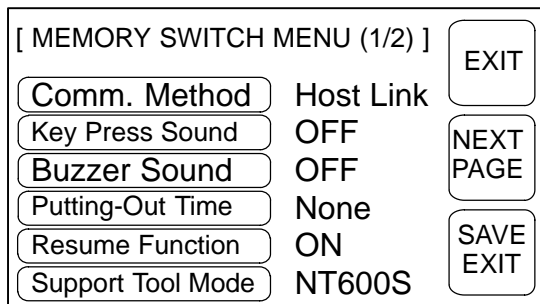 [ MEMORY SWITCH MENU (1/2) ]
EXIT
Comm. Method Host Link
Key Press Sound OFF
Buzzer Sound OFF
NEXT
PAGE
Putting-Out Time None
Resume Function ON
Support Tool Mode NT600S
SAVE
EXIT